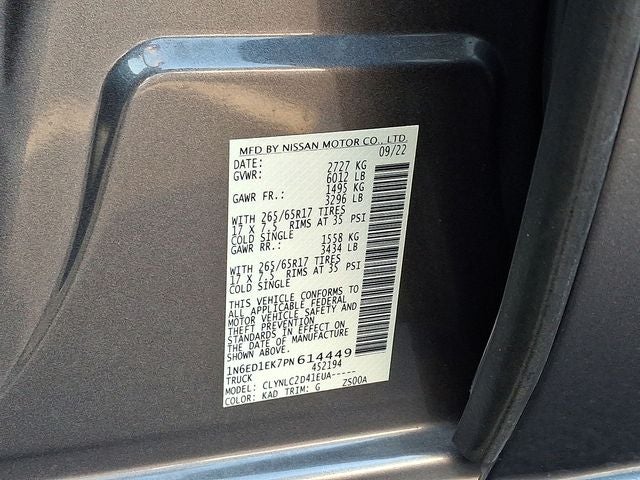 MFD BY NISSAN MOTOR CO., LTD.
DATE: 09/22
GVWR: 2727 KG
6012 LB
GAWR FR.: 1495 KG
3296 LB
WITH 265/65R17 TIRES
17 X 7.5 RIMS AT 35 PSI
COLD SINGLE
GAWR RR.: 1558 KG
3434 LB
WITH 265/65R17 TIRES
17 X 7.5 RIMS AT 35 PSI
COLD SINGLE
THIS VEHICLE CONFORMS TO
ALL APPLICABLE FEDERAL
MOTOR VEHICLE SAFETY AND
THEFT PREVENTION
STANDARDS IN EFFECT ON
THE DATE OF MANUFACTURE
SHOWN ABOVE.
1N6ED1EK7PN614449
TRUCK 452194
MODEL: CLYNLC2D41EUA-----
COLOR: KAD TRIM: G ZS00A